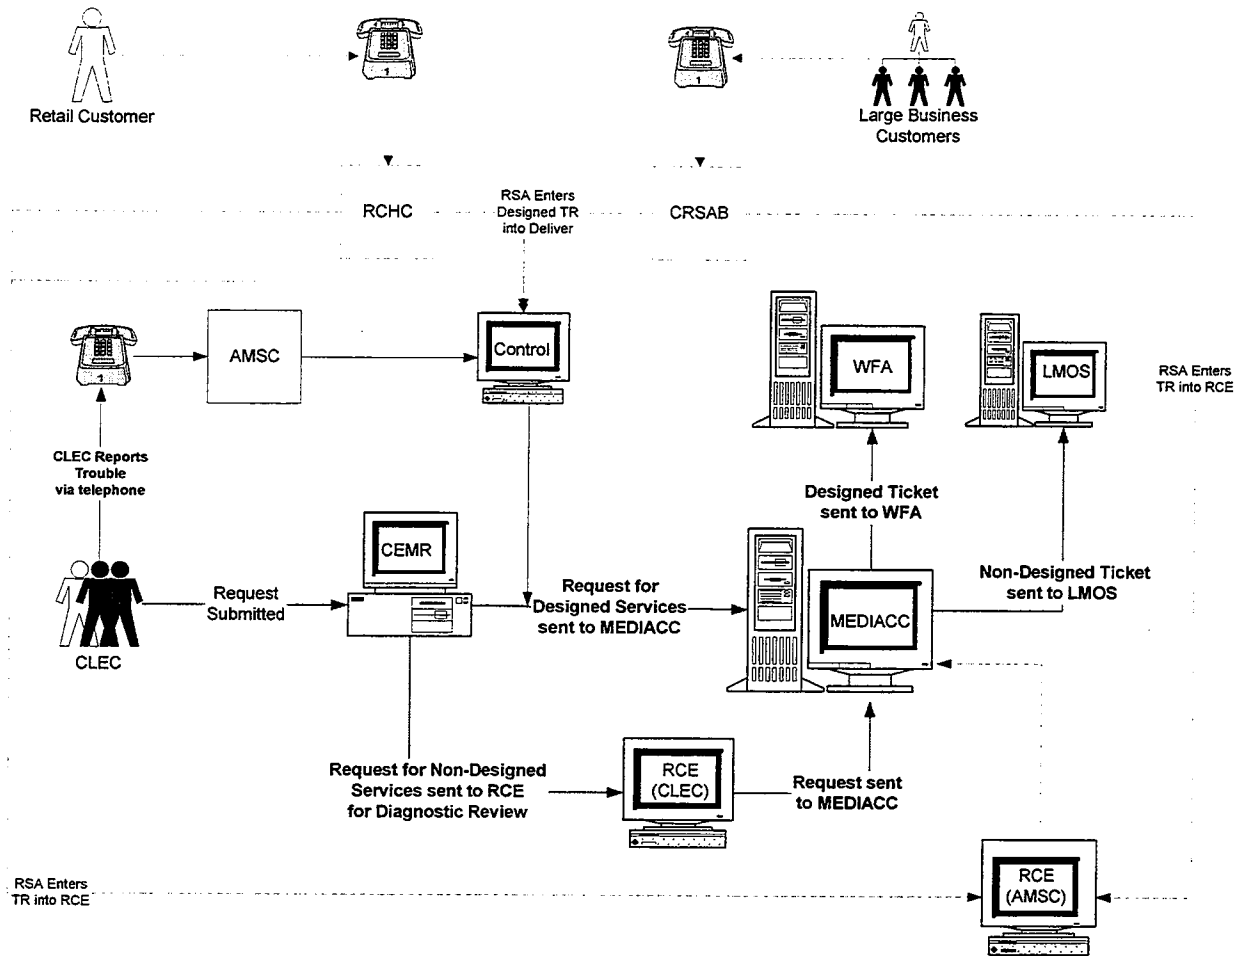 1
1
Retail Customer
Large Business
Customers
RCHC
RSA Enters
Designed TR
into Deliver
CRSAB
1
AMSC
Control
WFA
LMOS
RSA Enters
TR into RCE
CLEC Reports
Trouble
via telephone
Designed Ticket
sent to WFA
CEMR
Request
Submitted
Request for
Designed Services
sent to MEDIACC
Non-Designed Ticket
sent to LMOS
MEDIACC
CLEC
Request for Non-Designed
Services sent to RCE
for Diagnostic Review
RCE
(CLEC)
Request sent
to MEDIACC
RSA Enters
TR into RCE
RCE
(AMSC)